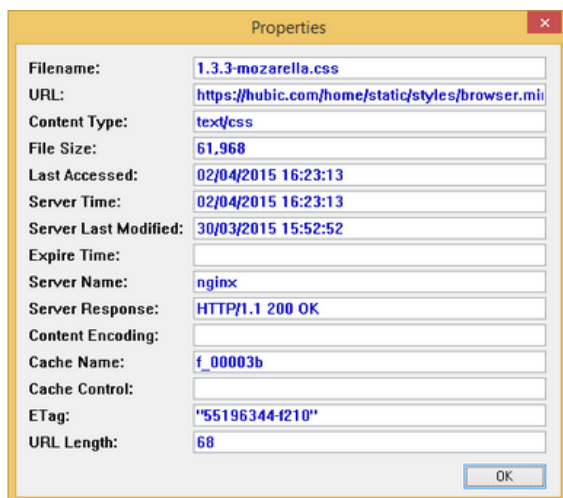 Properties
Filename: 1.3.3-mozarella.css
URL: https://hubic.com/home/static/styles/browser.mi
Content Type: text/css
File Size: 61,968
Last Accessed: 02/04/2015 16:23:13
Server Time: 02/04/2015 16:23:13
Server Last Modified: 30/03/2015 15:52:52
Expire Time:
Server Name: nginx
Server Response: HTTP/1.1 200 OK
Content Encoding:
Cache Name: f_00003b
Cache Control:
ETag: "55196344-f210"
URL Length: 68
OK